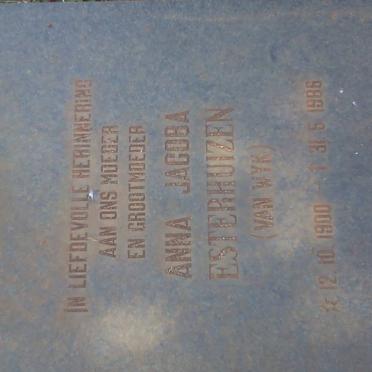 IN LIEFDEVOLLE HERINNERING
AAN ONS MOEDER
EN GROOTMOEDER
ANNA JACOBA
ESTERHUIZEN
(VAN WYK)
☆ 12 10 1900 – † 31 5 1986